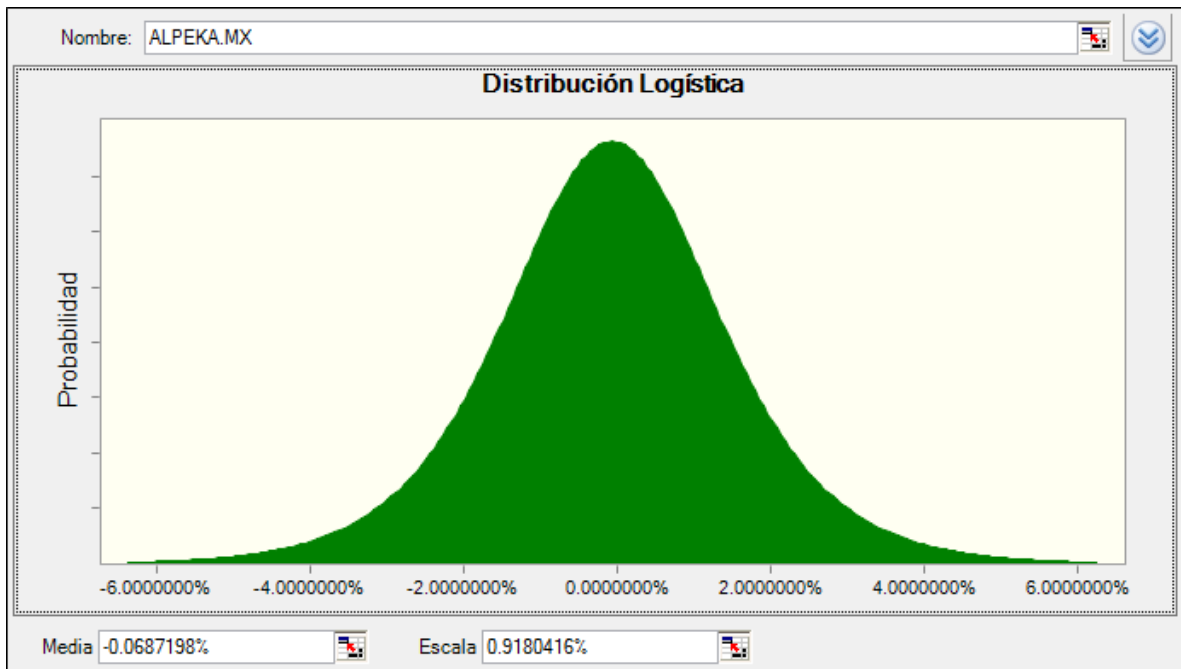 Nombre: ALPEKA.MX
Distribución Logística
Probabilidad
-6.0000000% -4.0000000% -2.0000000% 0.0000000% 2.0000000% 4.0000000% 6.0000000%
Media -0.0687198% Escala 0.9180416%